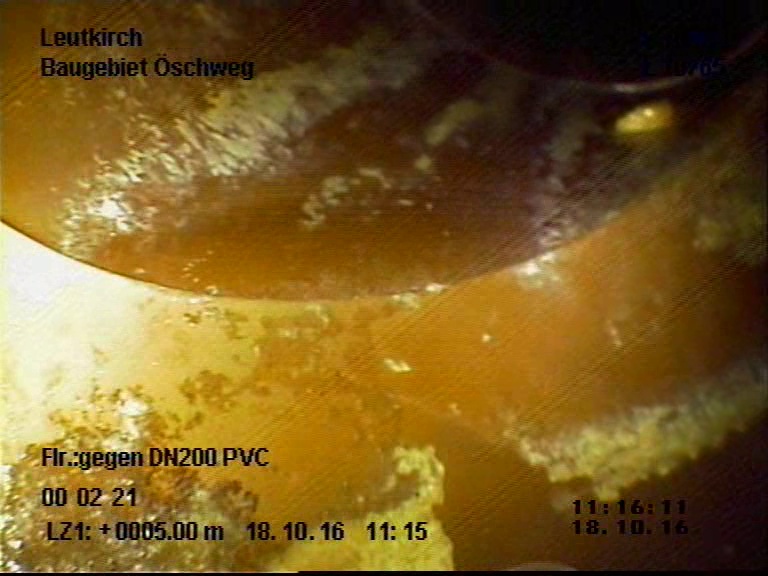 Leutkirch
Baugebiet Öschweg
Flr.:gegen DN200 PVC
00 02 21
LZ1: +0005.00 m 18.10.16 11:15
11:16:11
18.10.16